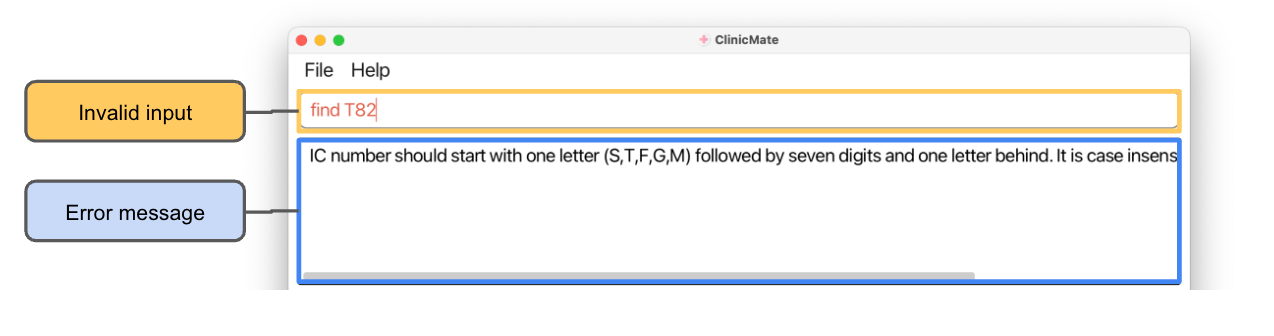 ClinicMate
File Help
Invalid input
find T82
IC number should start with one letter (S,T,F,G,M) followed by seven digits and one letter behind. It is case insens
Error message